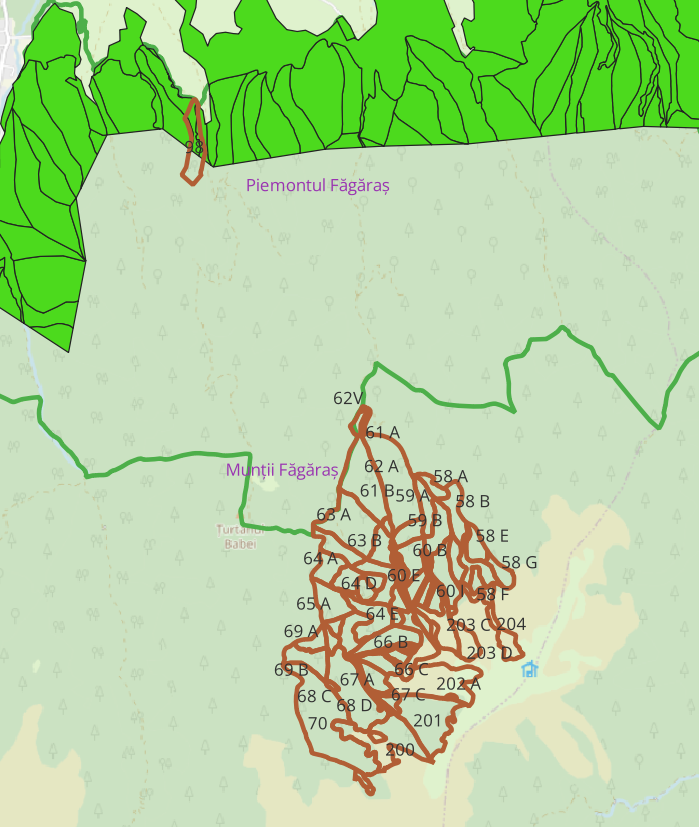 98
Piemontul Făgăraș
62V
61 A
62 A
Munții Făgăraș
58 A
61 B
59 A
58 B
63 A
59 B
Turtanul
Babei
58 E
63 B
60 B
64 A
58 G
60 E
64 D
60 I
58 F
65 A
64 E
203 C
204
69 A
66 B
203 D
69 B
66 C
67 A
202 A
68 C
67 C
68 D
70
201
200